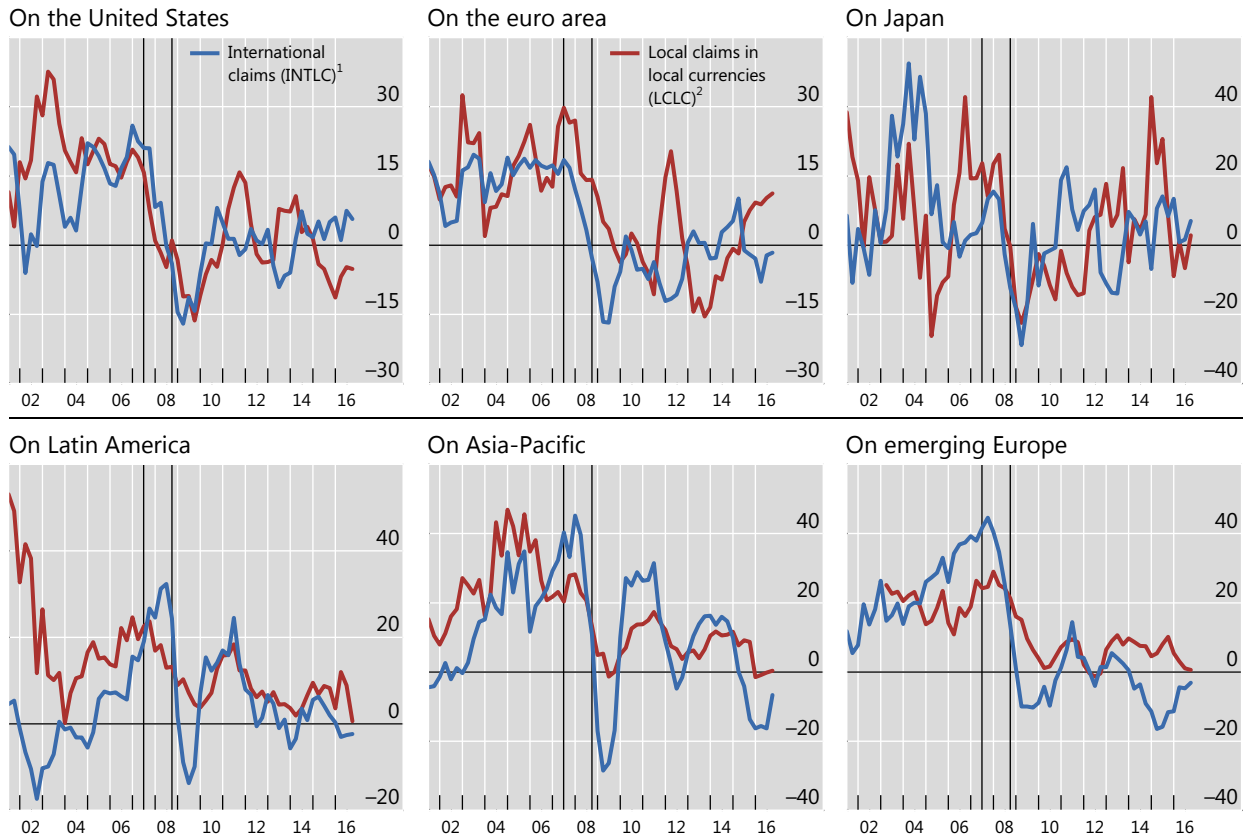 On the United States
International
claims (INTLC)1
30
15
0
–15
–30
02 04 06 08 10 12 14 16
On the euro area
Local claims in
local currencies
(LCLC)2
30
15
0
–15
–30
02 04 06 08 10 12 14 16
On Japan
40
20
0
–20
–40
02 04 06 08 10 12 14 16
On Latin America
40
20
0
–20
02 04 06 08 10 12 14 16
On Asia-Pacific
40
20
0
–20
–40
02 04 06 08 10 12 14 16
On emerging Europe
40
20
0
–20
–40
02 04 06 08 10 12 14 16